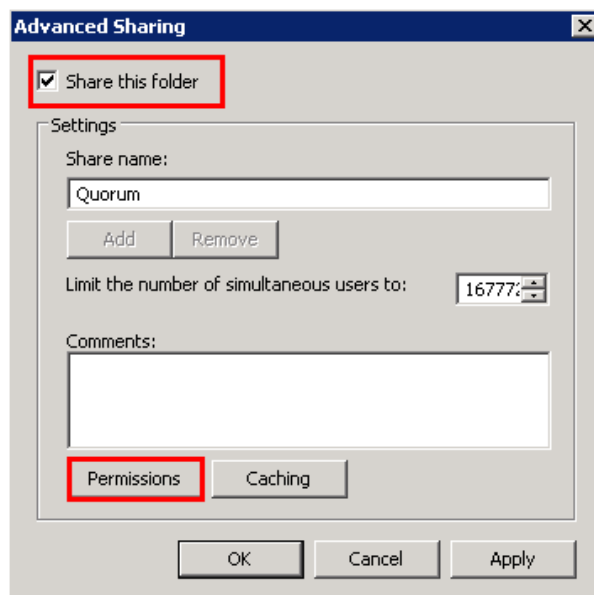 Advanced Sharing
Share this folder
Settings
Share name:
Quorum
Add Remove
Limit the number of simultaneous users to:
Comments:
Permissions Caching
OK Cancel Apply